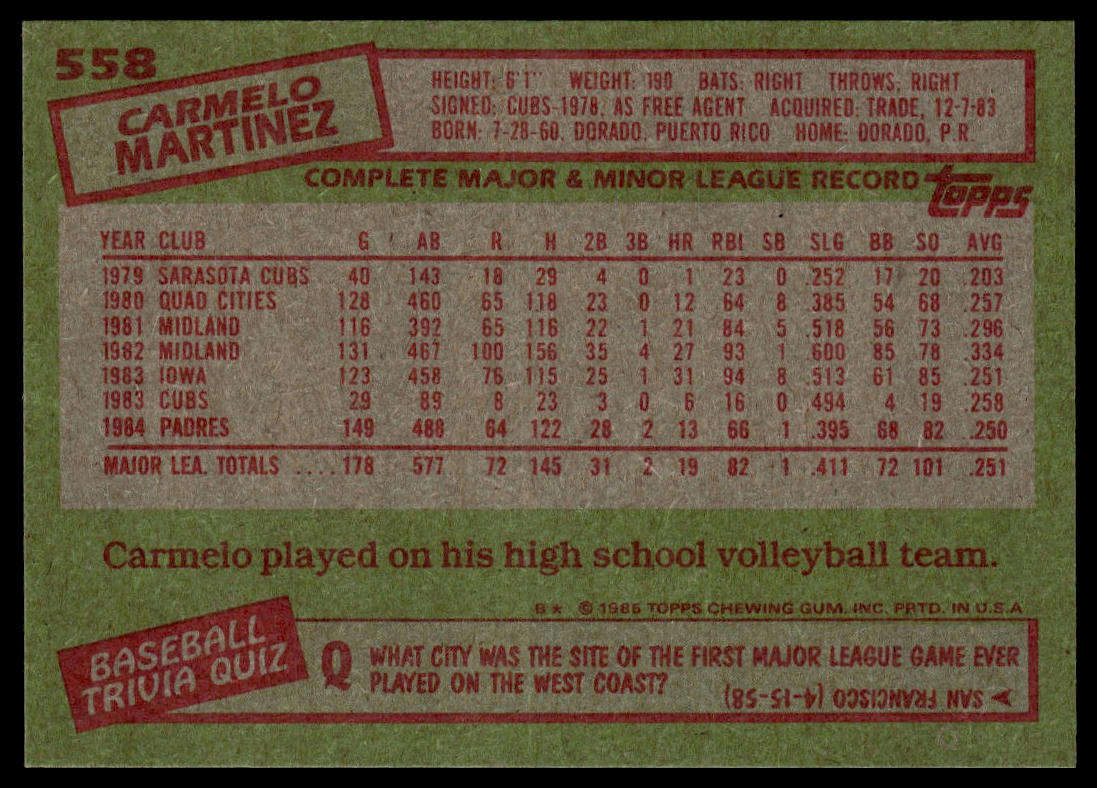 558
CARMELO
MARTINEZ
HEIGHT: 6'1" WEIGHT: 190 BATS: RIGHT THROWS: RIGHT
SIGNED: CUBS-1978, AS FREE AGENT ACQUIRED: TRADE, 12-7-83
BORN: 7-28-60, DORADO, PUERTO RICO HOME: DORADO, P.R.
COMPLETE MAJOR & MINOR LEAGUE RECORD topps
YEAR CLUB G AB R H 2B 3B HR RBI SB SLG BB SO AVG
1979 SARASOTA CUBS 40 143 18 29 4 0 1 23 0 .252 17 20 .203
1980 QUAD CITIES 128 460 65 118 23 0 12 64 8 .385 54 68 .257
1981 MIDLAND 116 392 65 116 22 1 21 84 5 .518 56 73 .296
1982 MIDLAND 131 467 100 156 35 4 27 93 1 .600 85 78 .334
1983 IOWA 123 458 76 115 25 1 31 94 8 .513 61 85 .251
1983 CUBS 29 89 8 23 3 0 6 16 0 .494 4 19 .258
1984 PADRES 149 488 64 122 28 2 13 66 1 .395 68 82 .250
MAJOR LEA. TOTALS .... 178 577 72 145 31 2 19 82 1 .411 72 101 .251
Carmelo played on his high school volleyball team.
B* © 1985 TOPPS CHEWING GUM, INC. PRTD. IN U.S.A
BASEBALL
TRIVIA QUIZ
Q WHAT CITY WAS THE SITE OF THE FIRST MAJOR LEAGUE GAME EVER
PLAYED ON THE WEST COAST?
➤ SAN FRANCISCO (4-15-58)